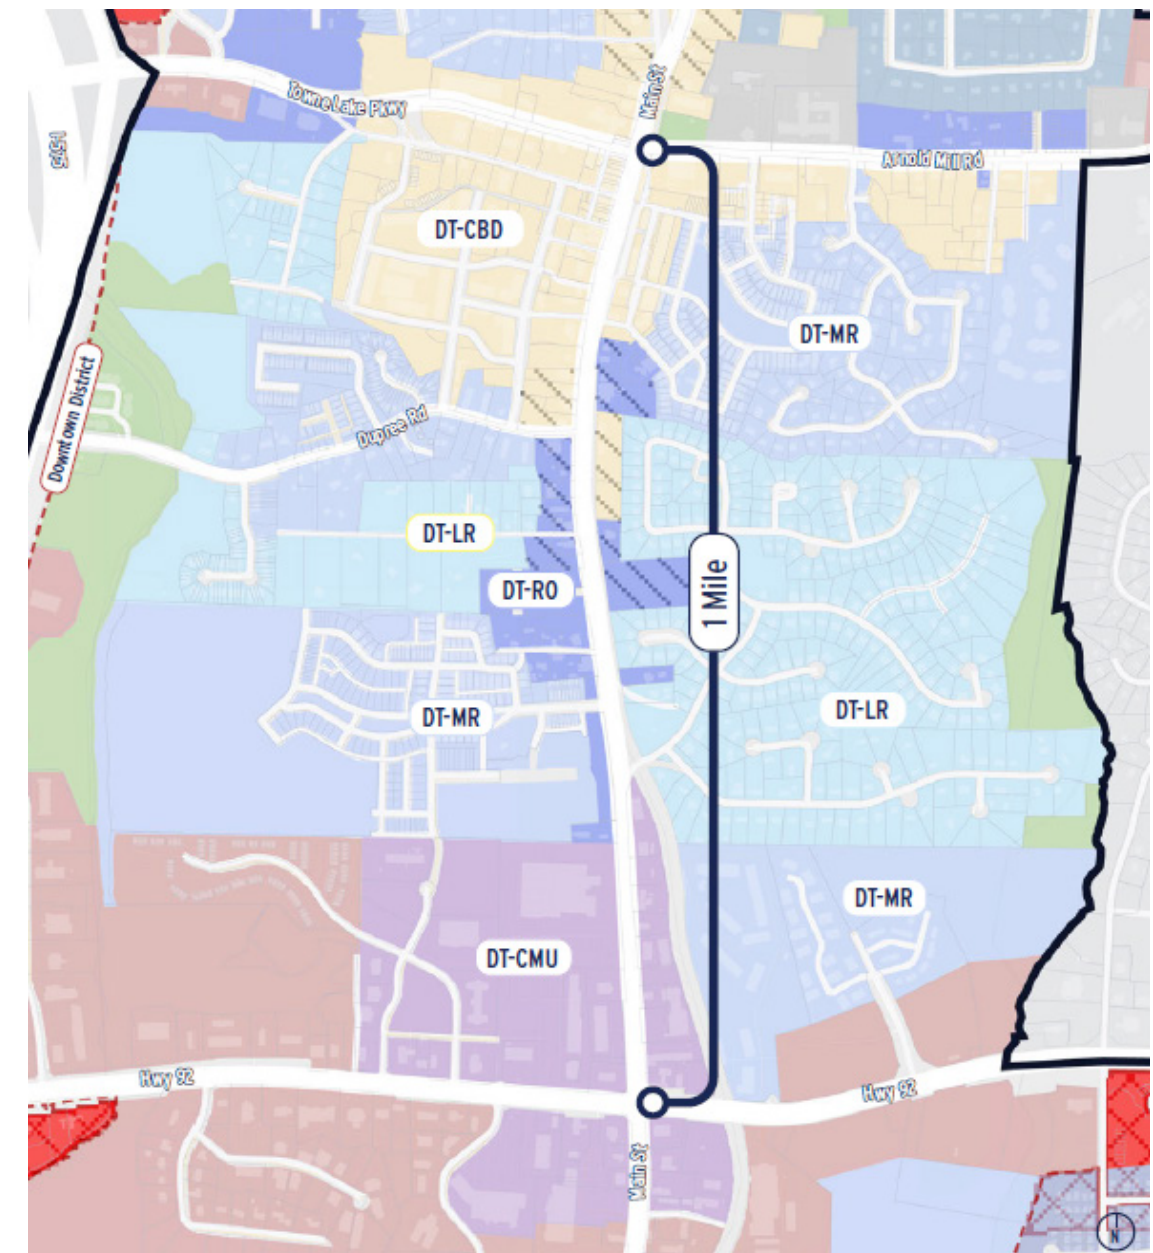 Main St
Towne Lake Pkwy
I-575
Arnold Mill Rd
DT-CBD
DT-MR
Downtown District
Dupree Rd
DT-LR
DT-RO
1 Mile
DT-MR
DT-LR
DT-MR
DT-CMU
Hwy 92
Hwy 92
Main St
N